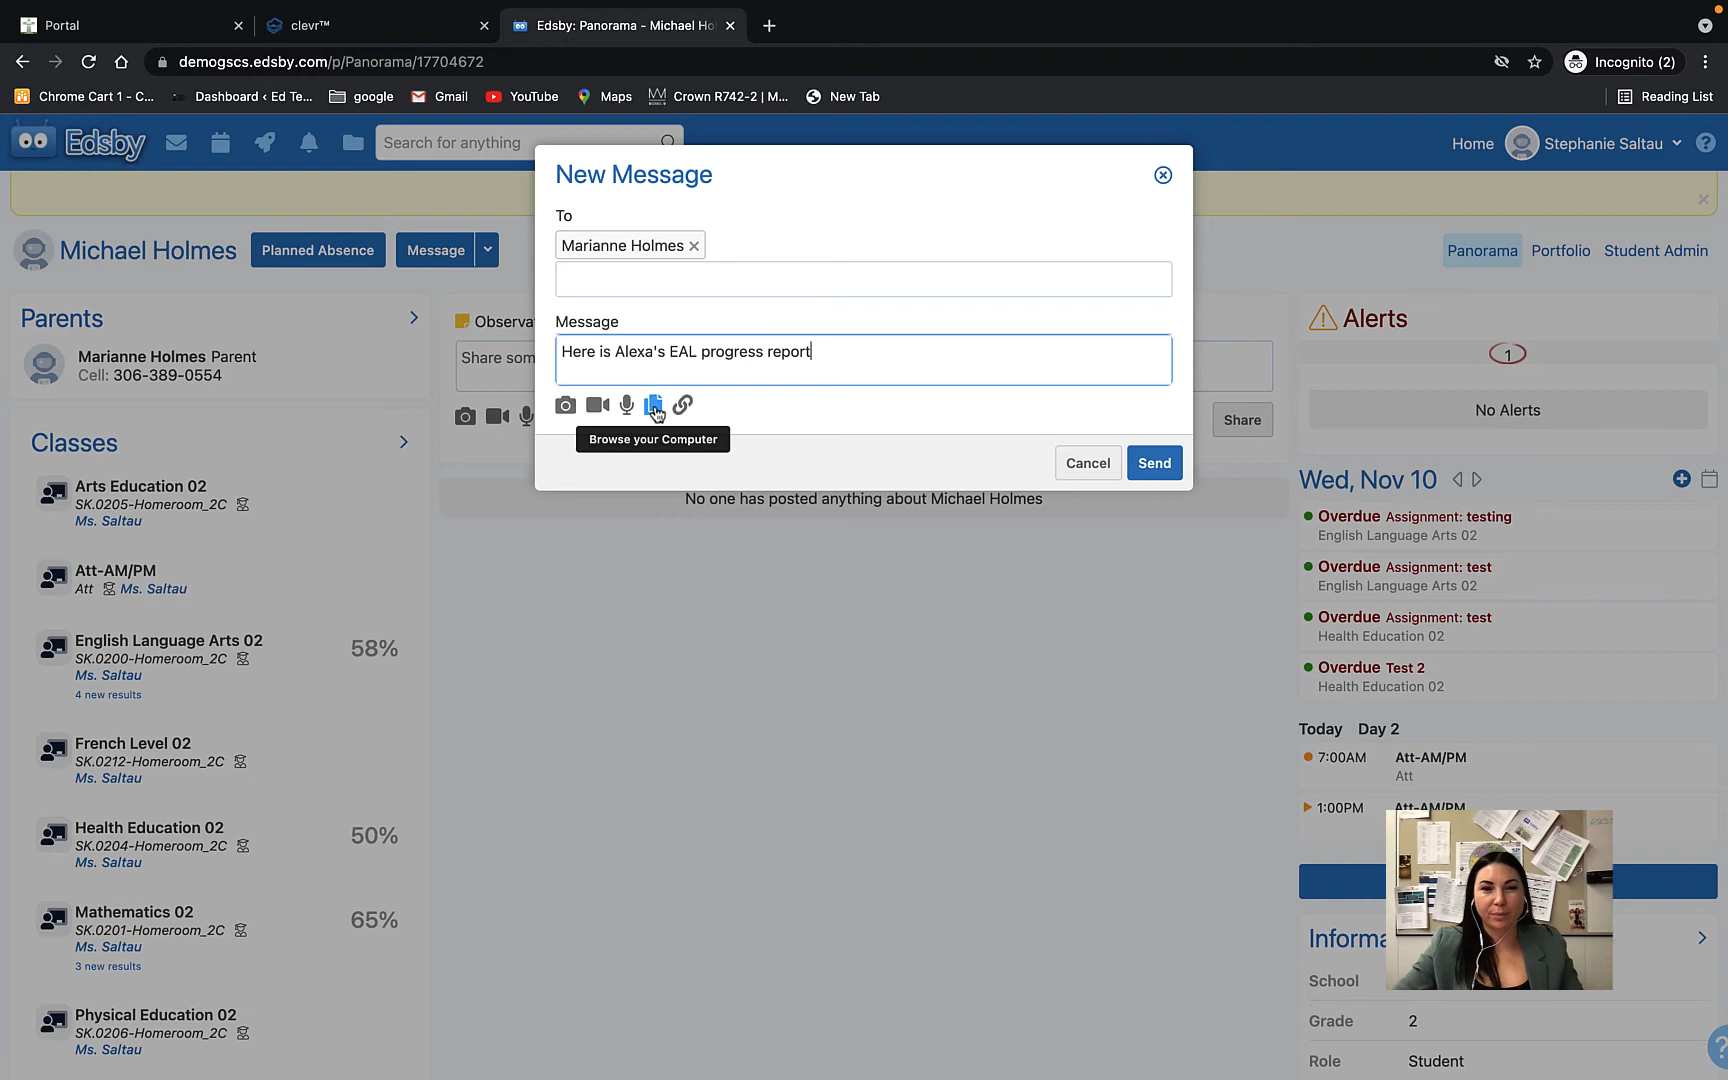 Portal
clevr™
Edsby: Panorama - Michael Ho
demogscs.edsby.com/p/Panorama/17704672
Incognito (2)
Chrome Cart 1 - C...
Dashboard ‹ Ed Te...
google
Gmail
YouTube
Maps
Crown R742-2 | M...
New Tab
Reading List
Edsby
Search for anything
Home
Stephanie Saltau
Michael Holmes
Planned Absence
Message
Panorama
Portfolio
Student Admin
New Message
To
Marianne Holmes
Message
Here is Alexa's EAL progress report
Browse your Computer
Cancel
Send
Parents
Marianne Holmes Parent
Cell: 306-389-0554
Classes
Arts Education 02
SK.0205-Homeroom_2C
Ms. Saltau
Att-AM/PM
Att Ms. Saltau
English Language Arts 02
58%
SK.0200-Homeroom_2C
Ms. Saltau
4 new results
French Level 02
SK.0212-Homeroom_2C
Ms. Saltau
Health Education 02
50%
SK.0204-Homeroom_2C
Ms. Saltau
Mathematics 02
65%
SK.0201-Homeroom_2C
Ms. Saltau
3 new results
Physical Education 02
SK.0206-Homeroom_2C
Ms. Saltau
Observa
Share som
Share
No one has posted anything about Michael Holmes
Alerts
1
No Alerts
Wed, Nov 10
Overdue Assignment: testing
English Language Arts 02
Overdue Assignment: test
English Language Arts 02
Overdue Assignment: test
Health Education 02
Overdue Test 2
Health Education 02
Today Day 2
7:00AM Att-AM/PM
Att
1:00PM Att-AM/PM
Informa
School
Grade 2
Role Student